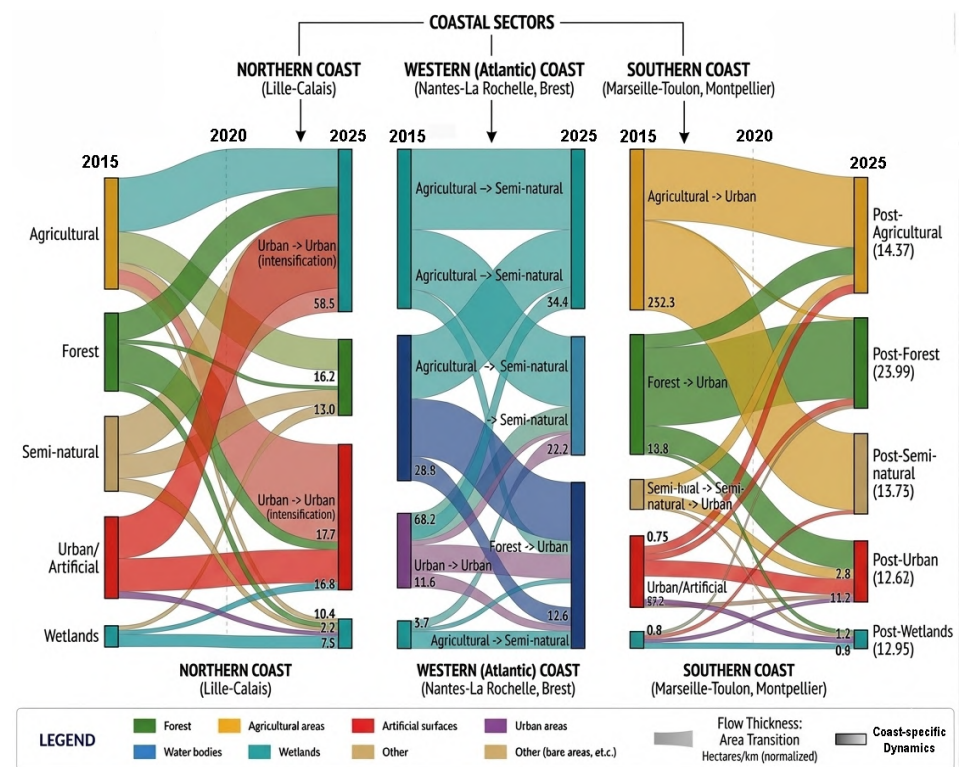 COASTAL SECTORS
NORTHERN COAST
(Lille-Calais)
WESTERN (Atlantic) COAST
(Nantes-La Rochelle, Brest)
SOUTHERN COAST
(Marseille-Toulon, Montpellier)
2015
2020
2025
2015
2025
2015
2020
2025
Agricultural
Forest
Semi-natural
Urban/
Artificial
Wetlands
Urban -> Urban
(intensification)
58.5
16.2
13.0
Urban -> Urban
(intensification)
17.7
16.8
10.4
2.2
7.5
Agricultural -> Semi-natural
Agricultural -> Semi-natural
34.4
Agricultural -> Semi-natural
-> Semi-natural
22.2
28.8
68.2
Forest -> Urban
Urban -> Urban
11.6
12.6
3.7
Agricultural -> Semi-natural
Agricultural -> Urban
232.3
Forest -> Urban
13.8
-> Semi-
natural -> Urban
0.75
Urban/Artificial
0.8
2.8
11.2
1.2
Post-
Agricultural
(14.37)
Post-Forest
(23.99)
Post-Semi-
natural
(13.73)
Post-Urban
(12.62)
Post-Wetlands
(12.95)
NORTHERN COAST
(Lille-Calais)
WESTERN (Atlantic) COAST
(Nantes-La Rochelle, Brest)
SOUTHERN COAST
(Marseille-Toulon, Montpellier)
LEGEND
Forest
Agricultural areas
Artificial surfaces
Urban areas
Water bodies
Wetlands
Other
Other (bare areas, et.c.)
Flow Thickness:
Area Transition
Hectares/km (normalized)
Coast-specific
Dynamics